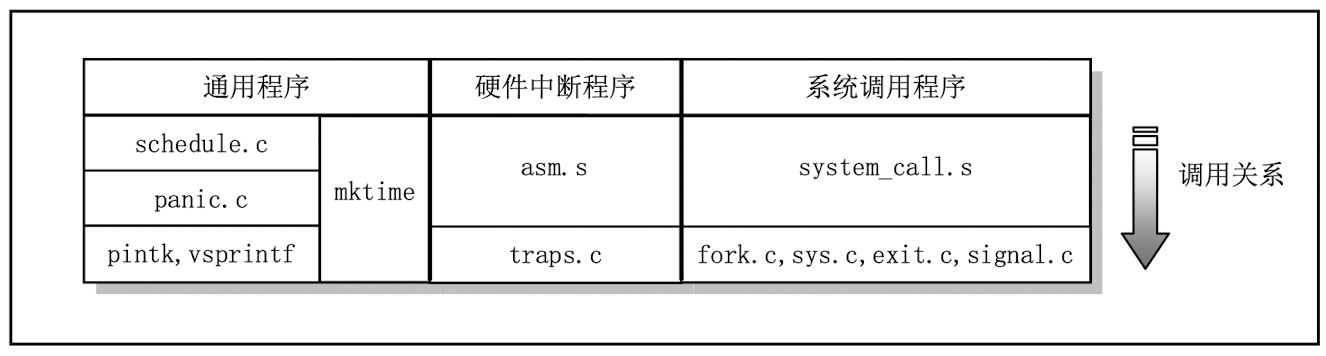 通用程序 硬件中断程序 系统调用程序
schedule.c
panic.c
pintk,vsprintf
mktime
asm.s
traps.c
system_call.s
fork.c,sys.c,exit.c,signal.c
调用关系